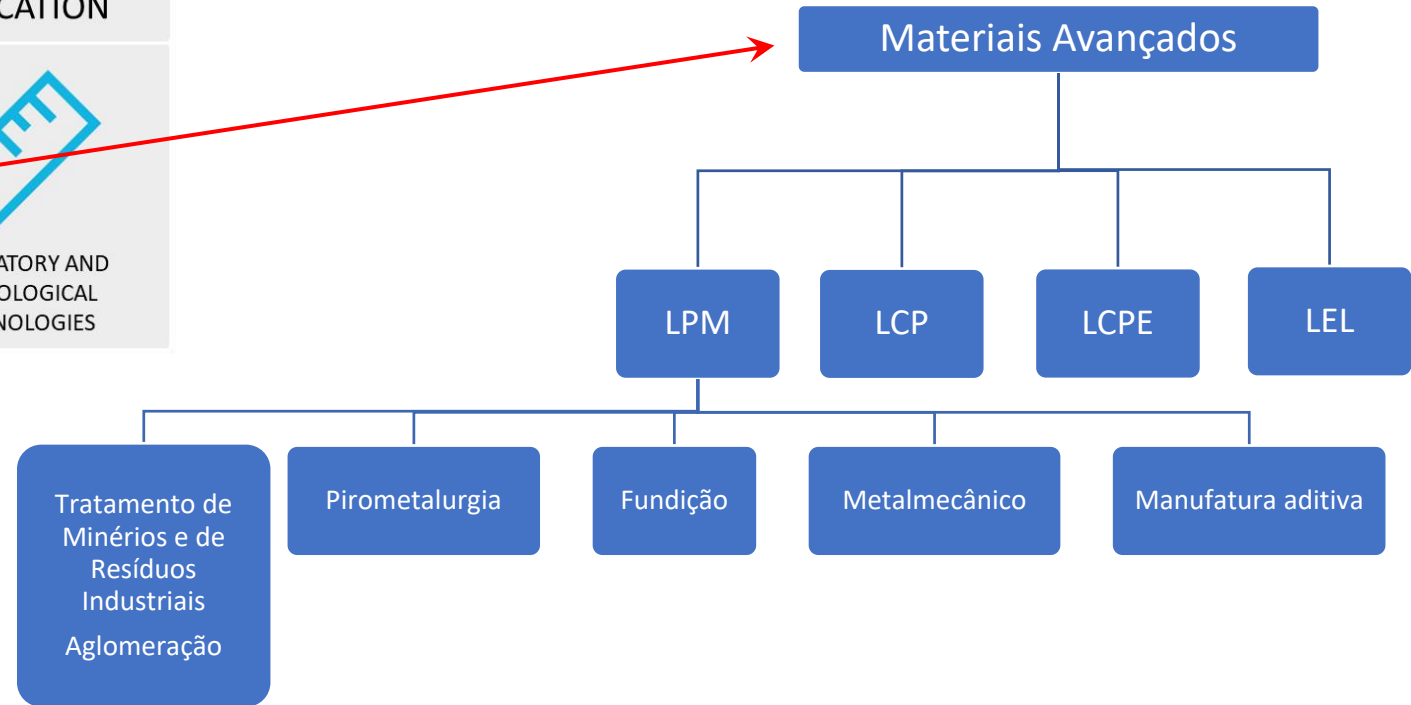 CATION
ATORY AND
OLOGICAL
NOLOGIES
Materiais Avançados
LPM
LCP
LCPE
LEL
Tratamento de
Minérios e de
Resíduos
Industriais
Aglomeração
Pirometalurgia
Fundição
Metalmecânico
Manufatura aditiva